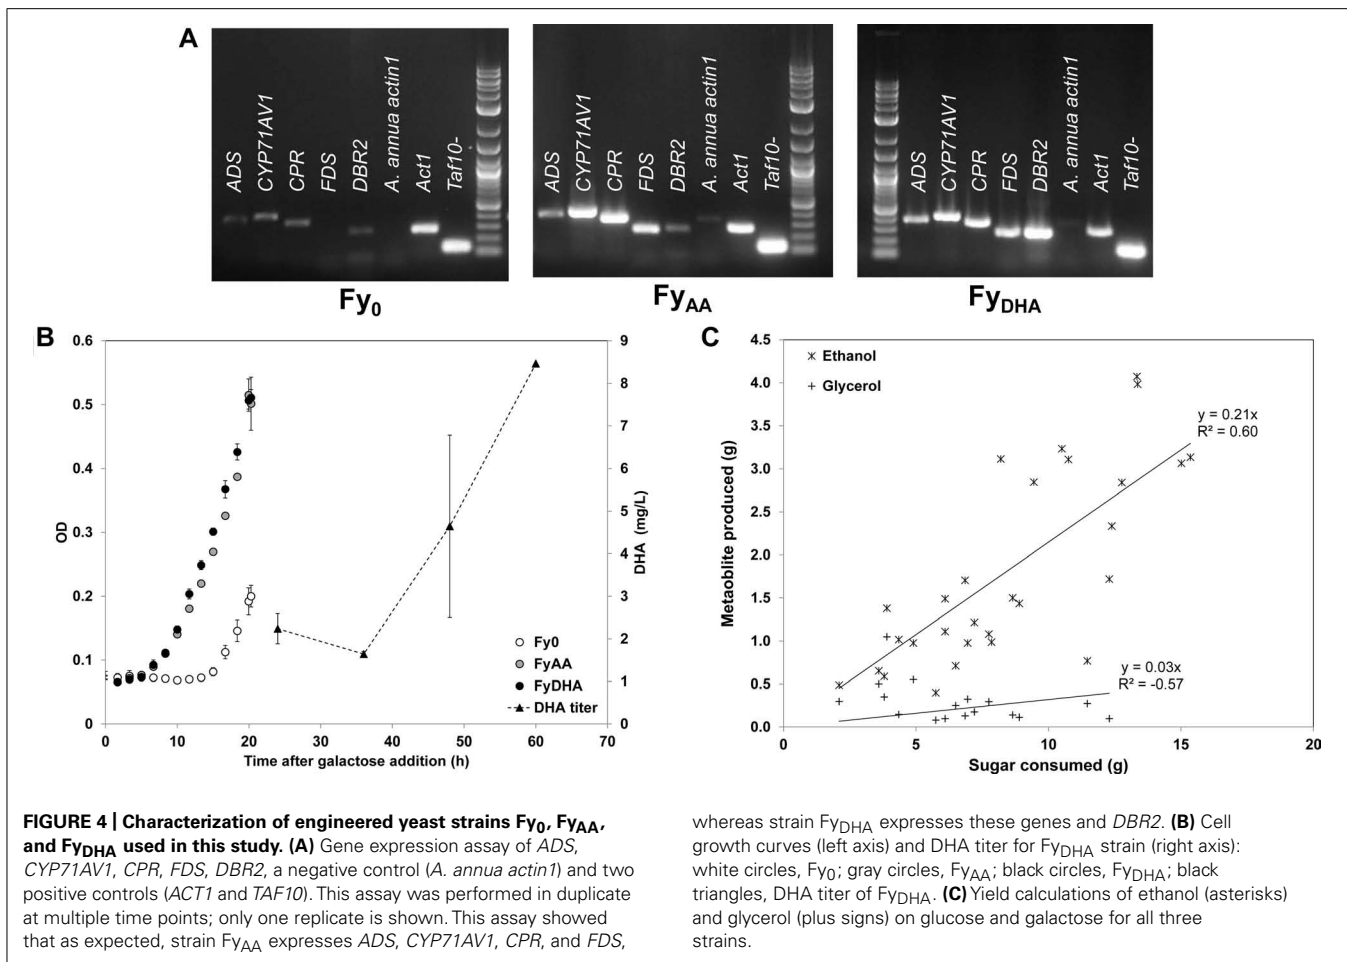 A
ADS
CYP71AV1
CPR
FDS
DBR2
A. annua actin1
Act1
Taf10-
ADS
CYP71AV1
CPR
FDS
DBR2
A. annua actin1
Act1
Taf10-
ADS
CYP71AV1
CPR
FDS
DBR2
A. annua actin1
Act1
Taf10-
Fy0
FyAA
FyDHA
B
0.6
0.5
0.4
0.3
0.2
0.1
0
OD
9
8
7
6
5
4
3
2
1
0
DHA (mg/L)
Fy0
FyAA
FyDHA
DHA titer
0 10 20 30 40 50 60 70
Time after galactose addition (h)
C
4.5
4.0
3.5
3.0
2.5
2.0
1.5
1.0
0.5
0.0
Metaoblite produced (g)
Ethanol
Glycerol
y = 0.21x
R² = 0.60
y = 0.03x
R² = -0.57
0 5 10 15 20
Sugar consumed (g)
FIGURE 4 | Characterization of engineered yeast strains Fy0, FyAA,
and FyDHA used in this study. (A) Gene expression assay of ADS,
CYP71AV1, CPR, FDS, DBR2, a negative control (A. annua actin1) and two
positive controls (ACT1 and TAF10). This assay was performed in duplicate
at multiple time points; only one replicate is shown. This assay showed
that as expected, strain FyAA expresses ADS, CYP71AV1, CPR, and FDS,
whereas strain FyDHA expresses these genes and DBR2. (B) Cell
growth curves (left axis) and DHA titer for FyDHA strain (right axis):
white circles, Fy0; gray circles, FyAA; black circles, FyDHA; black
triangles, DHA titer of FyDHA. (C) Yield calculations of ethanol (asterisks)
and glycerol (plus signs) on glucose and galactose for all three
strains.